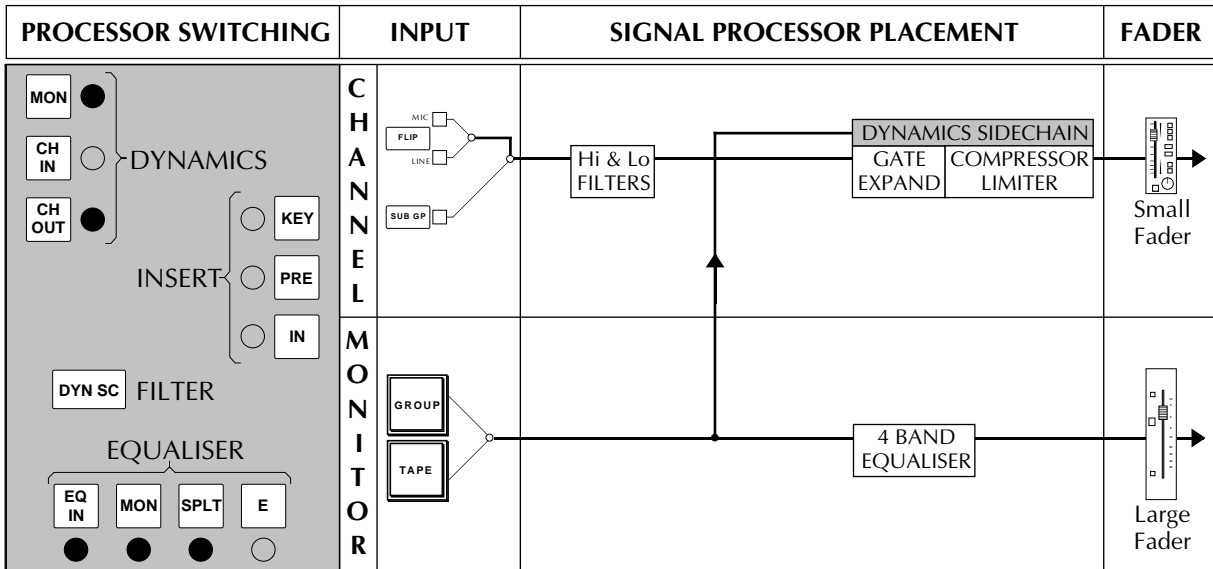 PROCESSOR SWITCHING
INPUT
SIGNAL PROCESSOR PLACEMENT
FADER
MON
CH
IN
CH
OUT
DYNAMICS
INSERT
KEY
PRE
IN
DYN SC
FILTER
EQUALISER
EQ
IN
MON
SPLT
E
CHANNEL
MIC
FLIP
LINE
SUB GP
Hi & Lo
FILTERS
DYNAMICS SIDECHAIN
GATE
EXPAND
COMPRESSOR
LIMITER
Small
Fader
MONITOR
GROUP
TAPE
4 BAND
EQUALISER
Large
Fader